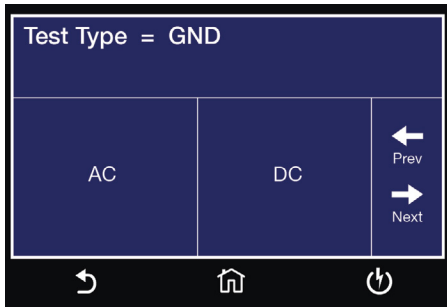 Test Type = GND
AC
DC
Prev
Next